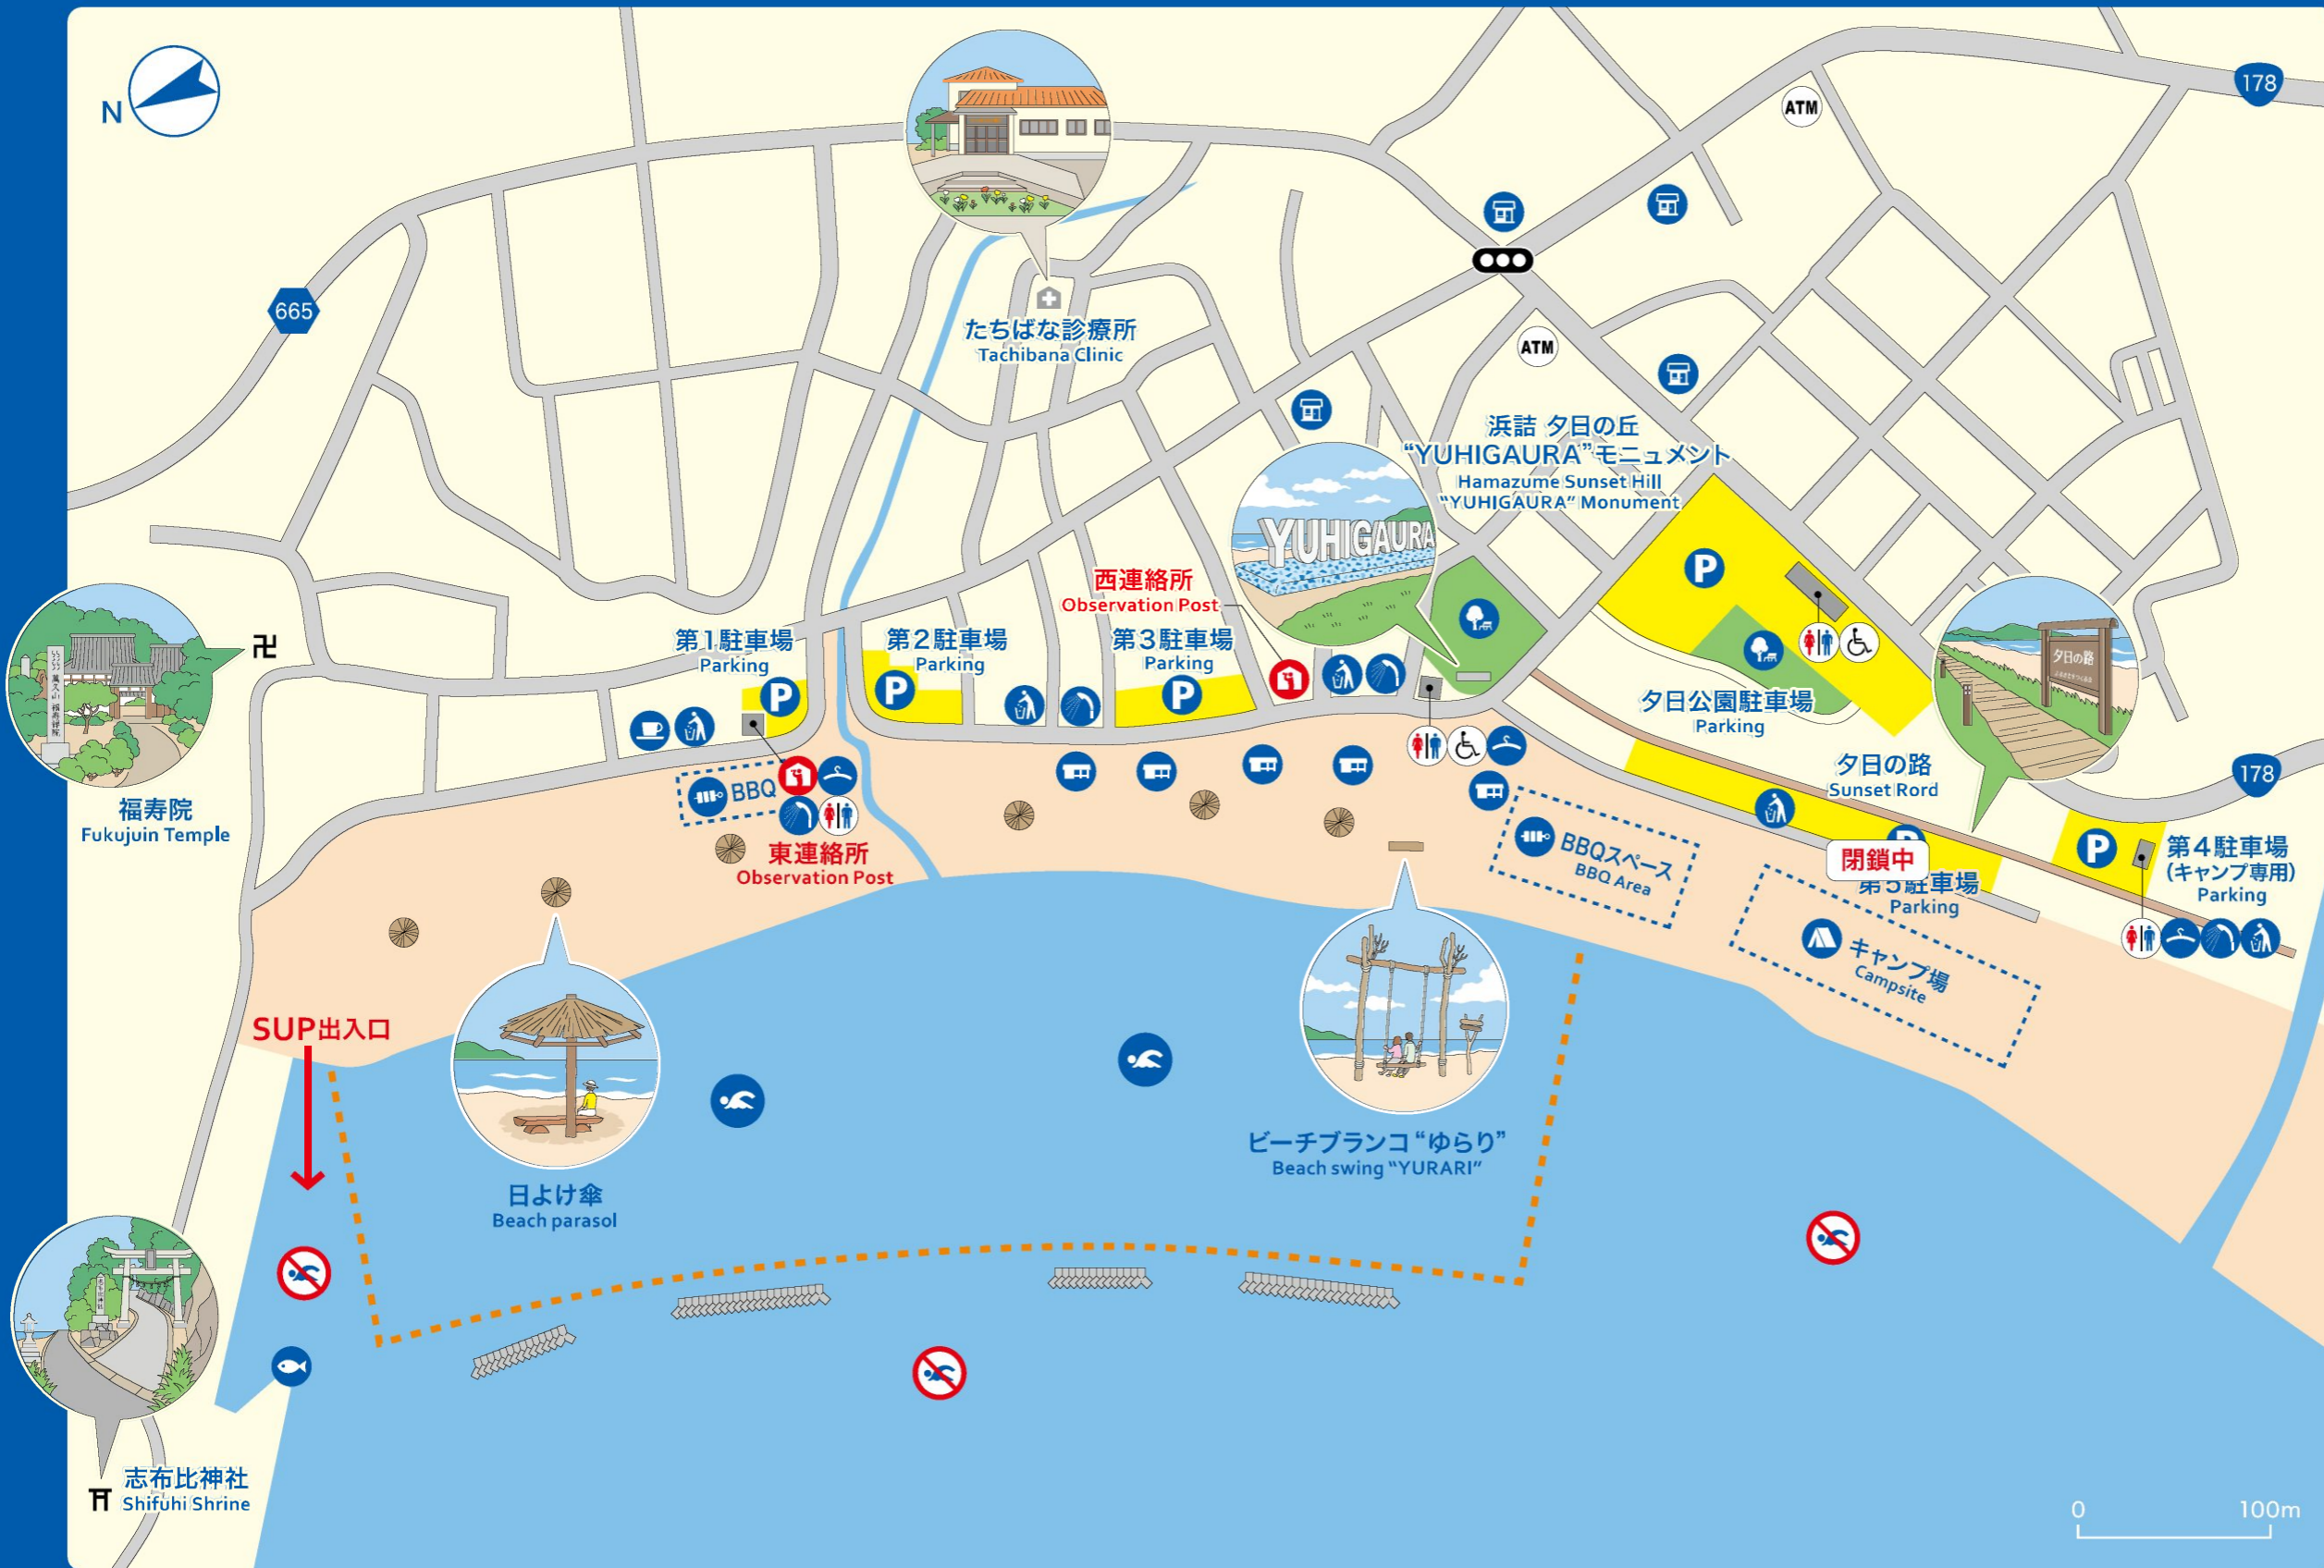 N
178
ATM
665
たちばな診療所
Tachibana Clinic
ATM
浜詰 夕日の丘
“YUHIGAURA”モニュメント
Hamazume Sunset Hill
“YUHIGAURA” Monument
YUHIGAURA
西連絡所
Observation Post
第1駐車場
Parking
P
第2駐車場
Parking
P
第3駐車場
Parking
P
P
夕日公園駐車場
Parking
夕日の路
夕日の路
Sunset Rord
178
福寿院
Fukujuin Temple
BBQ
東連絡所
Observation Post
BBQスペース
BBQ Area
P
閉鎖中
第5駐車場
Parking
P
第4駐車場
(キャンプ専用)
Parking
キャンプ場
Campsite
SUP出入口
日よけ傘
Beach parasol
ビーチブランコ“ゆらり”
Beach swing “YURARI”
志布比神社
Shifuhi Shrine
0 100m